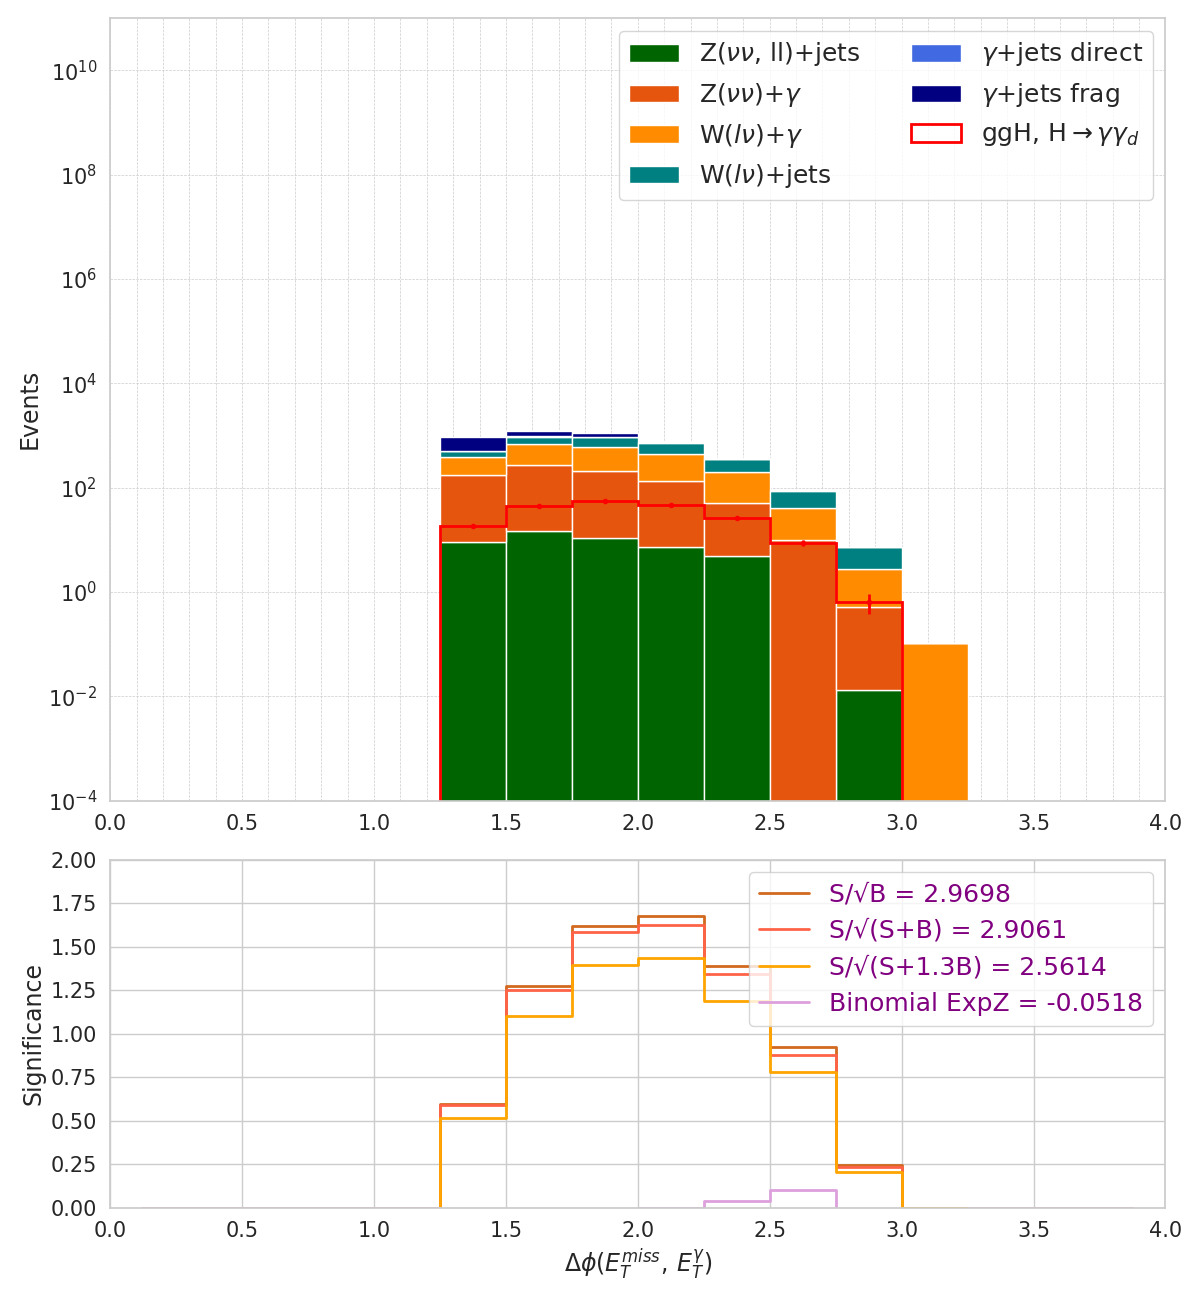 Z(νν, ll)+jets
Z(νν)+γ
W(lν)+γ
W(lν)+jets
γ+jets direct
γ+jets frag
ggH, H→γγ_d
Events
10^10
10^8
10^6
10^4
10^2
10^0
10^−2
10^−4
0.0 0.5 1.0 1.5 2.0 2.5 3.0 3.5 4.0
S/√B = 2.9698
S/√(S+B) = 2.9061
S/√(S+1.3B) = 2.5614
Binomial ExpZ = -0.0518
Significance
2.00
1.75
1.50
1.25
1.00
0.75
0.50
0.25
0.00
0.0 0.5 1.0 1.5 2.0 2.5 3.0 3.5 4.0
Δϕ(E_T^miss, E_T^γ)